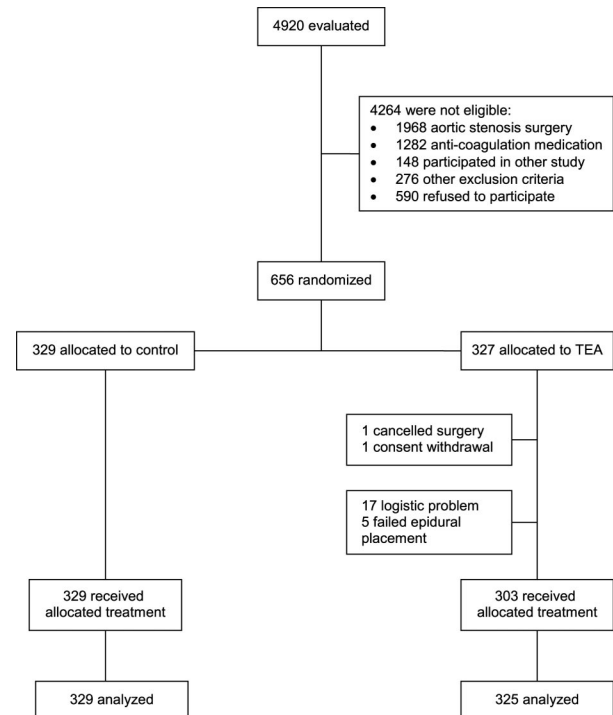 4920 evaluated
4264 were not eligible:
• 1968 aortic stenosis surgery
• 1282 anti-coagulation medication
• 148 participated in other study
• 276 other exclusion criteria
• 590 refused to participate
656 randomized
329 allocated to control
327 allocated to TEA
1 cancelled surgery
1 consent withdrawal
17 logistic problem
5 failed epidural
placement
329 received
allocated treatment
303 received
allocated treatment
329 analyzed
325 analyzed